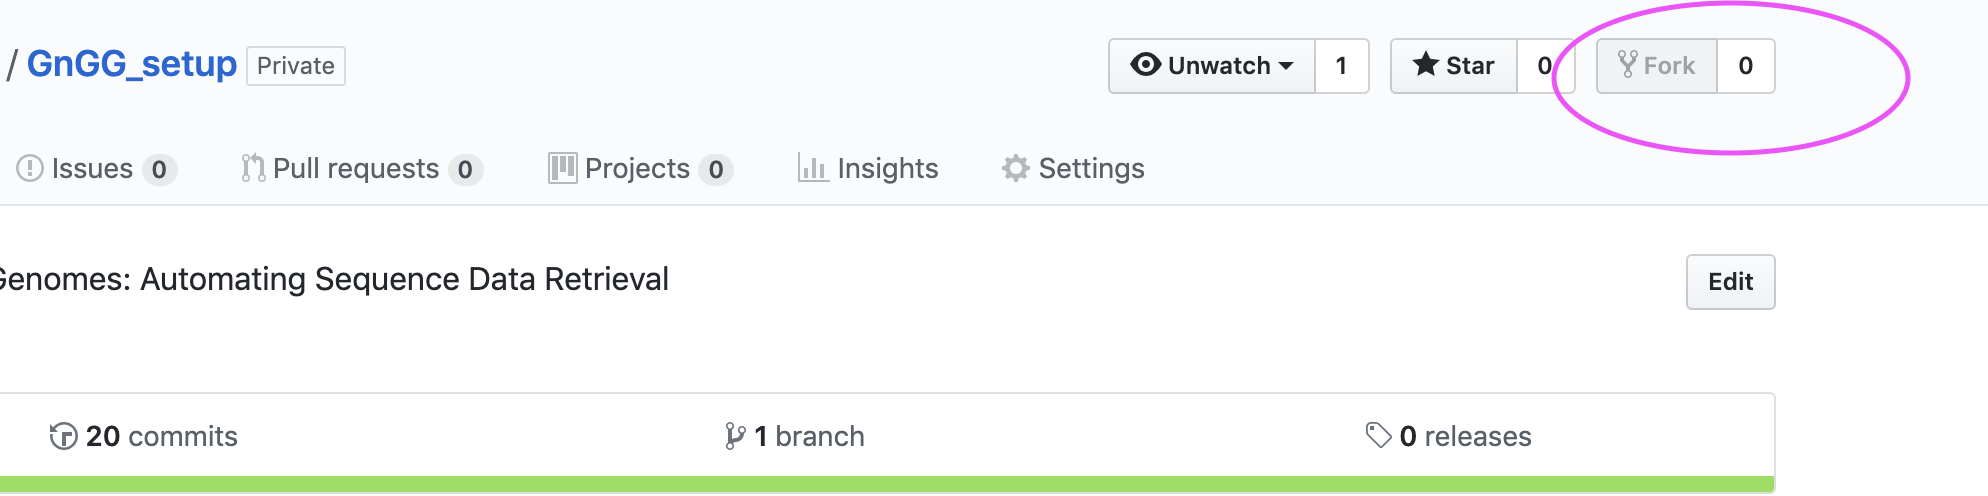 / GnGG_setup Private Unwatch 1 Star 0 Fork 0
Issues 0 Pull requests 0 Projects 0 Insights Settings
Genomes: Automating Sequence Data Retrieval Edit
20 commits 1 branch 0 releases